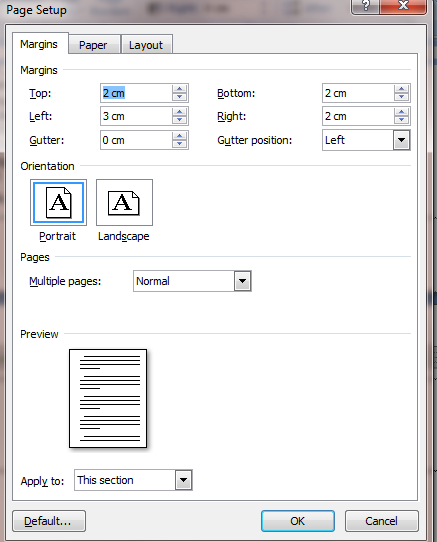 Page Setup
Margins Paper Layout
Margins
Top: 2 cm Bottom: 2 cm
Left: 3 cm Right: 2 cm
Gutter: 0 cm Gutter position: Left
Orientation
A A
Portrait Landscape
Pages
Multiple pages: Normal
Preview
Apply to: This section
Default... OK Cancel